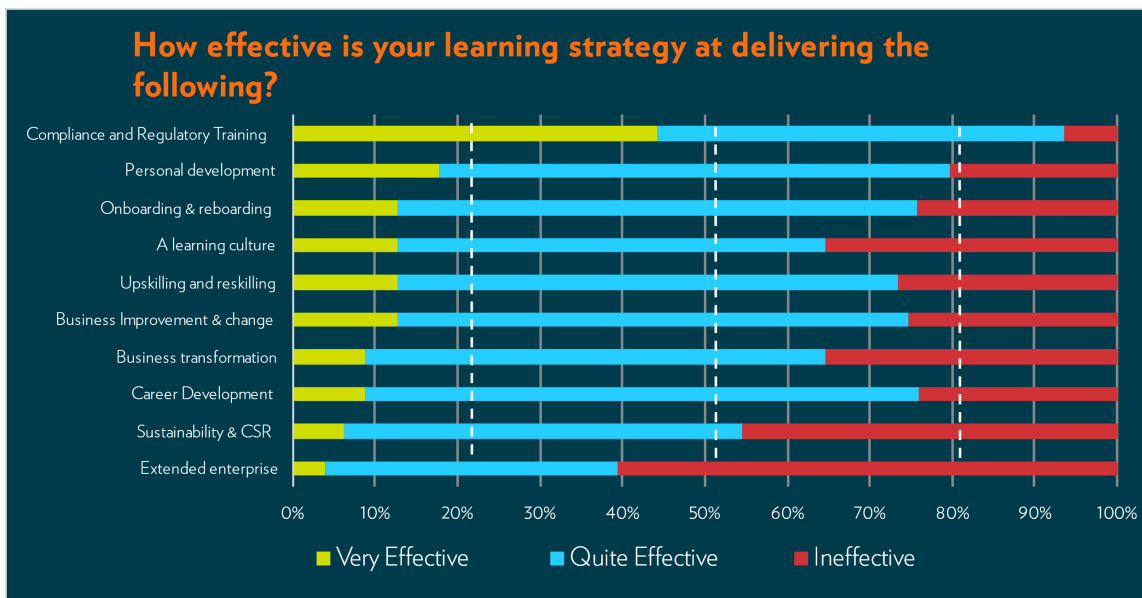 How effective is your learning strategy at delivering the
following?
Compliance and Regulatory Training
Personal development
Onboarding & reboarding
A learning culture
Upskilling and reskilling
Business Improvement & change
Business transformation
Career Development
Sustainability & CSR
Extended enterprise
0% 10% 20% 30% 40% 50% 60% 70% 80% 90% 100%
Very Effective Quite Effective Ineffective